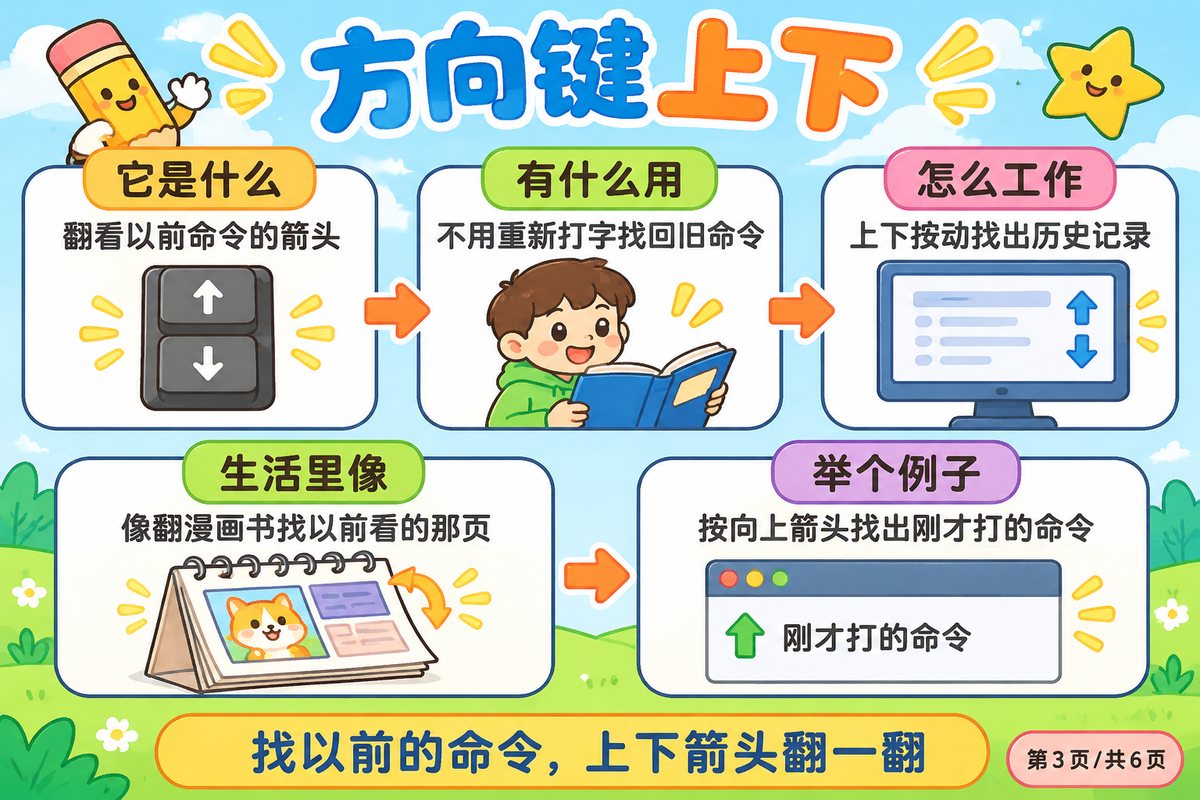 方向键上下
它是什么
翻看以前命令的箭头
有什么用
不用重新打字找回旧命令
怎么工作
上下按动找出历史记录
生活里像
像翻漫画书找以前看的那页
举个例子
按向上箭头找出刚才打的命令
刚才打的命令
找以前的命令，上下箭头翻一翻
第3页/共6页